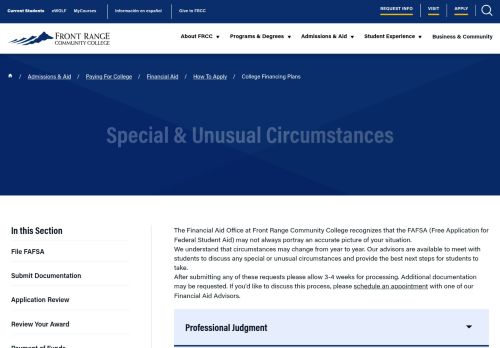 Current Students eWOLF MyCourses Información en español Give to FRCC REQUEST INFO VISIT APPLY
FRONT RANGE
COMMUNITY COLLEGE
About FRCC Programs & Degrees Admissions & Aid Student Experience Business & Community
/ Admissions & Aid / Paying For College / Financial Aid / How To Apply / College Financing Plans
Special & Unusual Circumstances
In this Section
File FAFSA
Submit Documentation
Application Review
Review Your Award
Payment of Funds
The Financial Aid Office at Front Range Community College recognizes that the FAFSA (Free Application for
Federal Student Aid) may not always portray an accurate picture of your situation.
We understand that circumstances may change from year to year. Our advisors are available to meet with
students to discuss any special or unusual circumstances and provide the best next steps for students to
take.
After submitting any of these requests please allow 3-4 weeks for processing. Additional documentation
may be requested. If you'd like to discuss this process, please schedule an appointment with one of our
Financial Aid Advisors.
Professional Judgment